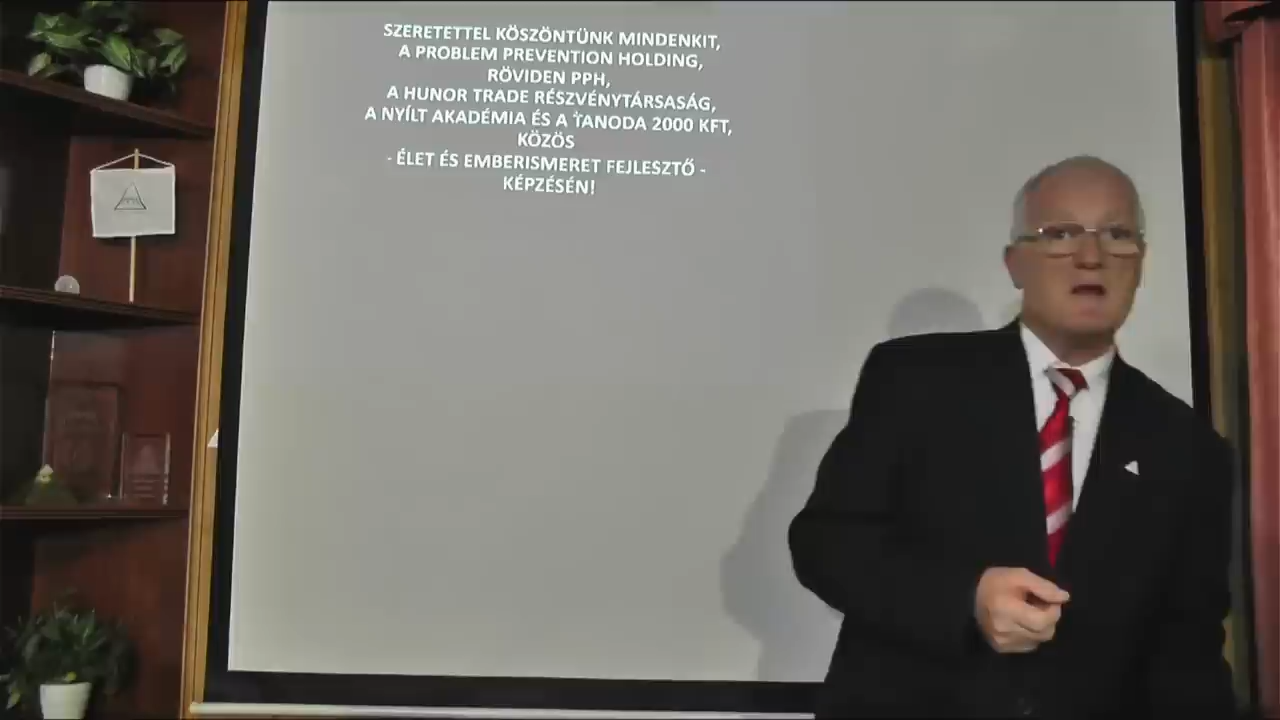 SZERETETTEL KÖSZÖNTÜNK MINDENKIT,
A PROBLEM PREVENTION HOLDING,
RÖVIDEN PPH,
A HUNOR TRADE RÉSZVÉNYTÁRSASÁG,
A NYÍLT AKADÉMIA ÉS A TANODA 2000 KFT,
KÖZÖS
- ÉLET ÉS EMBERISMERET FEJLESZTŐ -
KÉPZÉSÉN!